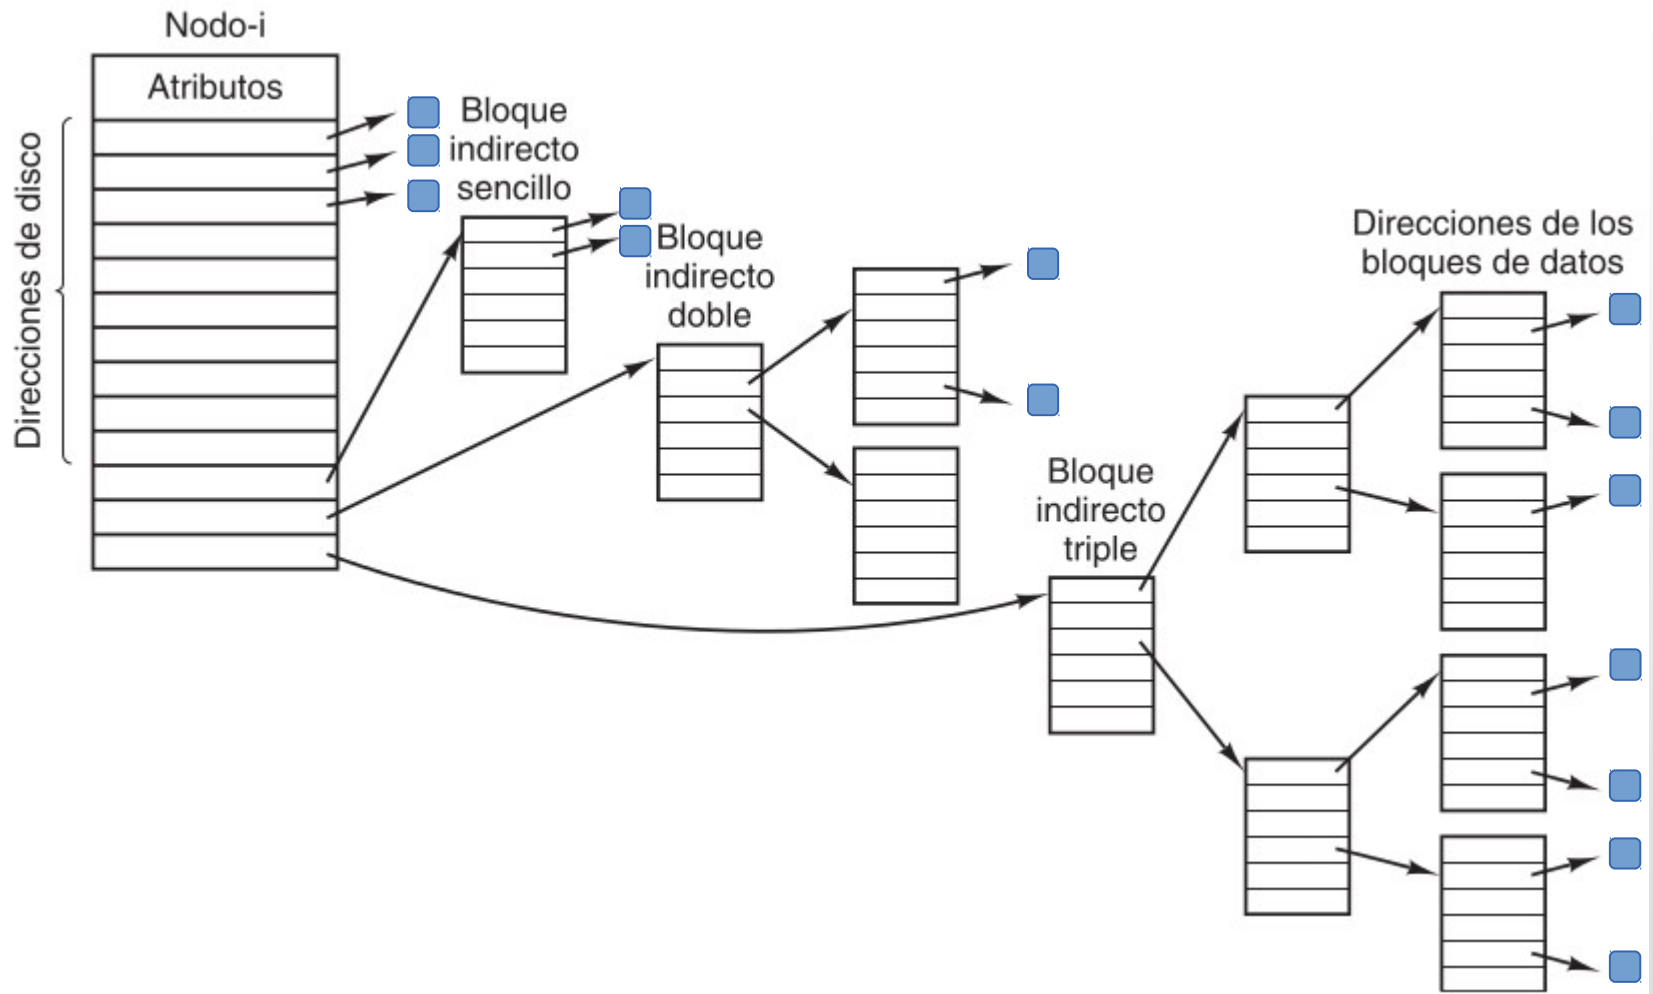 Nodo-i
Atributos
Direcciones de disco
Bloque
indirecto
sencillo
Bloque
indirecto
doble
Bloque
indirecto
triple
Direcciones de los
bloques de datos